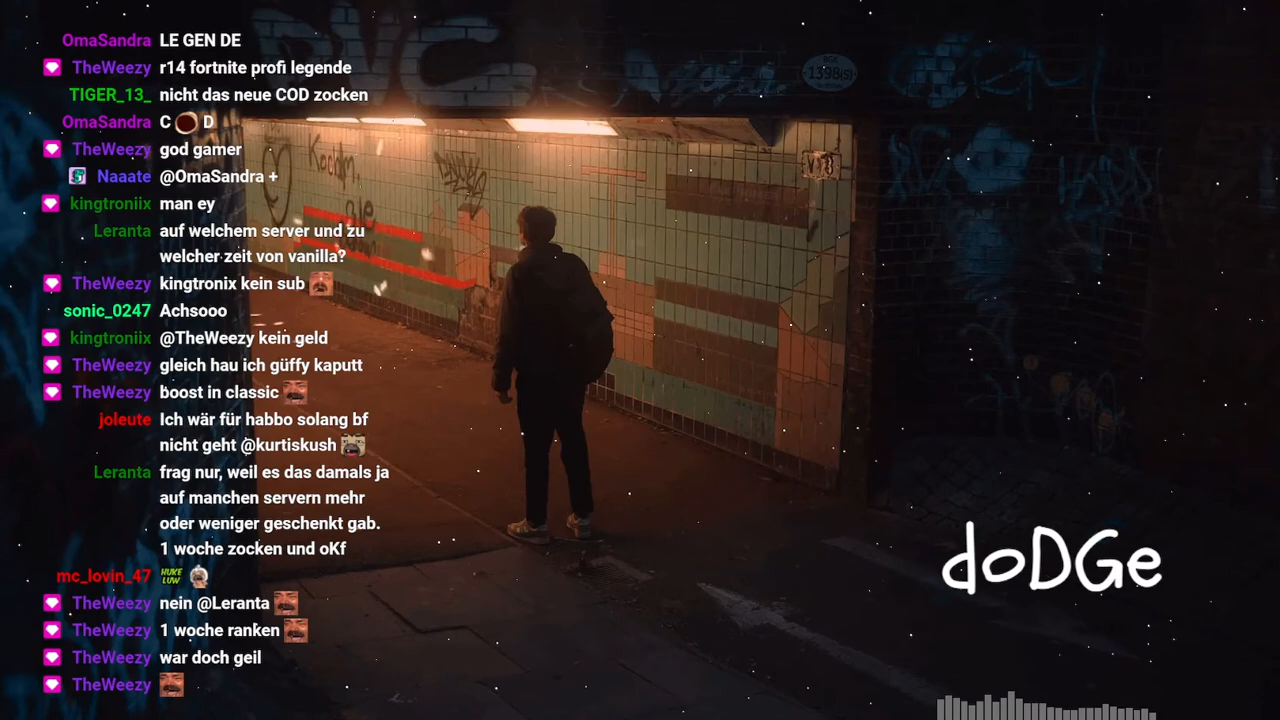 OmaSandra LE GEN DE
TheWeezy r14 fortnite profi legende
TIGER_13_ nicht das neue COD zocken
OmaSandra C D
TheWeezy god gamer
Naaate @OmaSandra +
kingtroniix man ey
Leranta auf welchem server und zu
welcher zeit von vanilla?
TheWeezy kingtronix kein sub
sonic_0247 Achsooo
kingtroniix @TheWeezy kein geld
TheWeezy gleich hau ich güffy kaputt
TheWeezy boost in classic
joleute Ich wär für habbo solang bf
nicht geht @kurtiskush
Leranta frag nur, weil es das damals ja
auf manchen servern mehr
oder weniger geschenkt gab.
1 woche zocken und oKf
mc_lovin_47 HUKE
LUW
TheWeezy nein @Leranta
TheWeezy 1 woche ranken
TheWeezy war doch geil
TheWeezy
1398(S)
doDGe